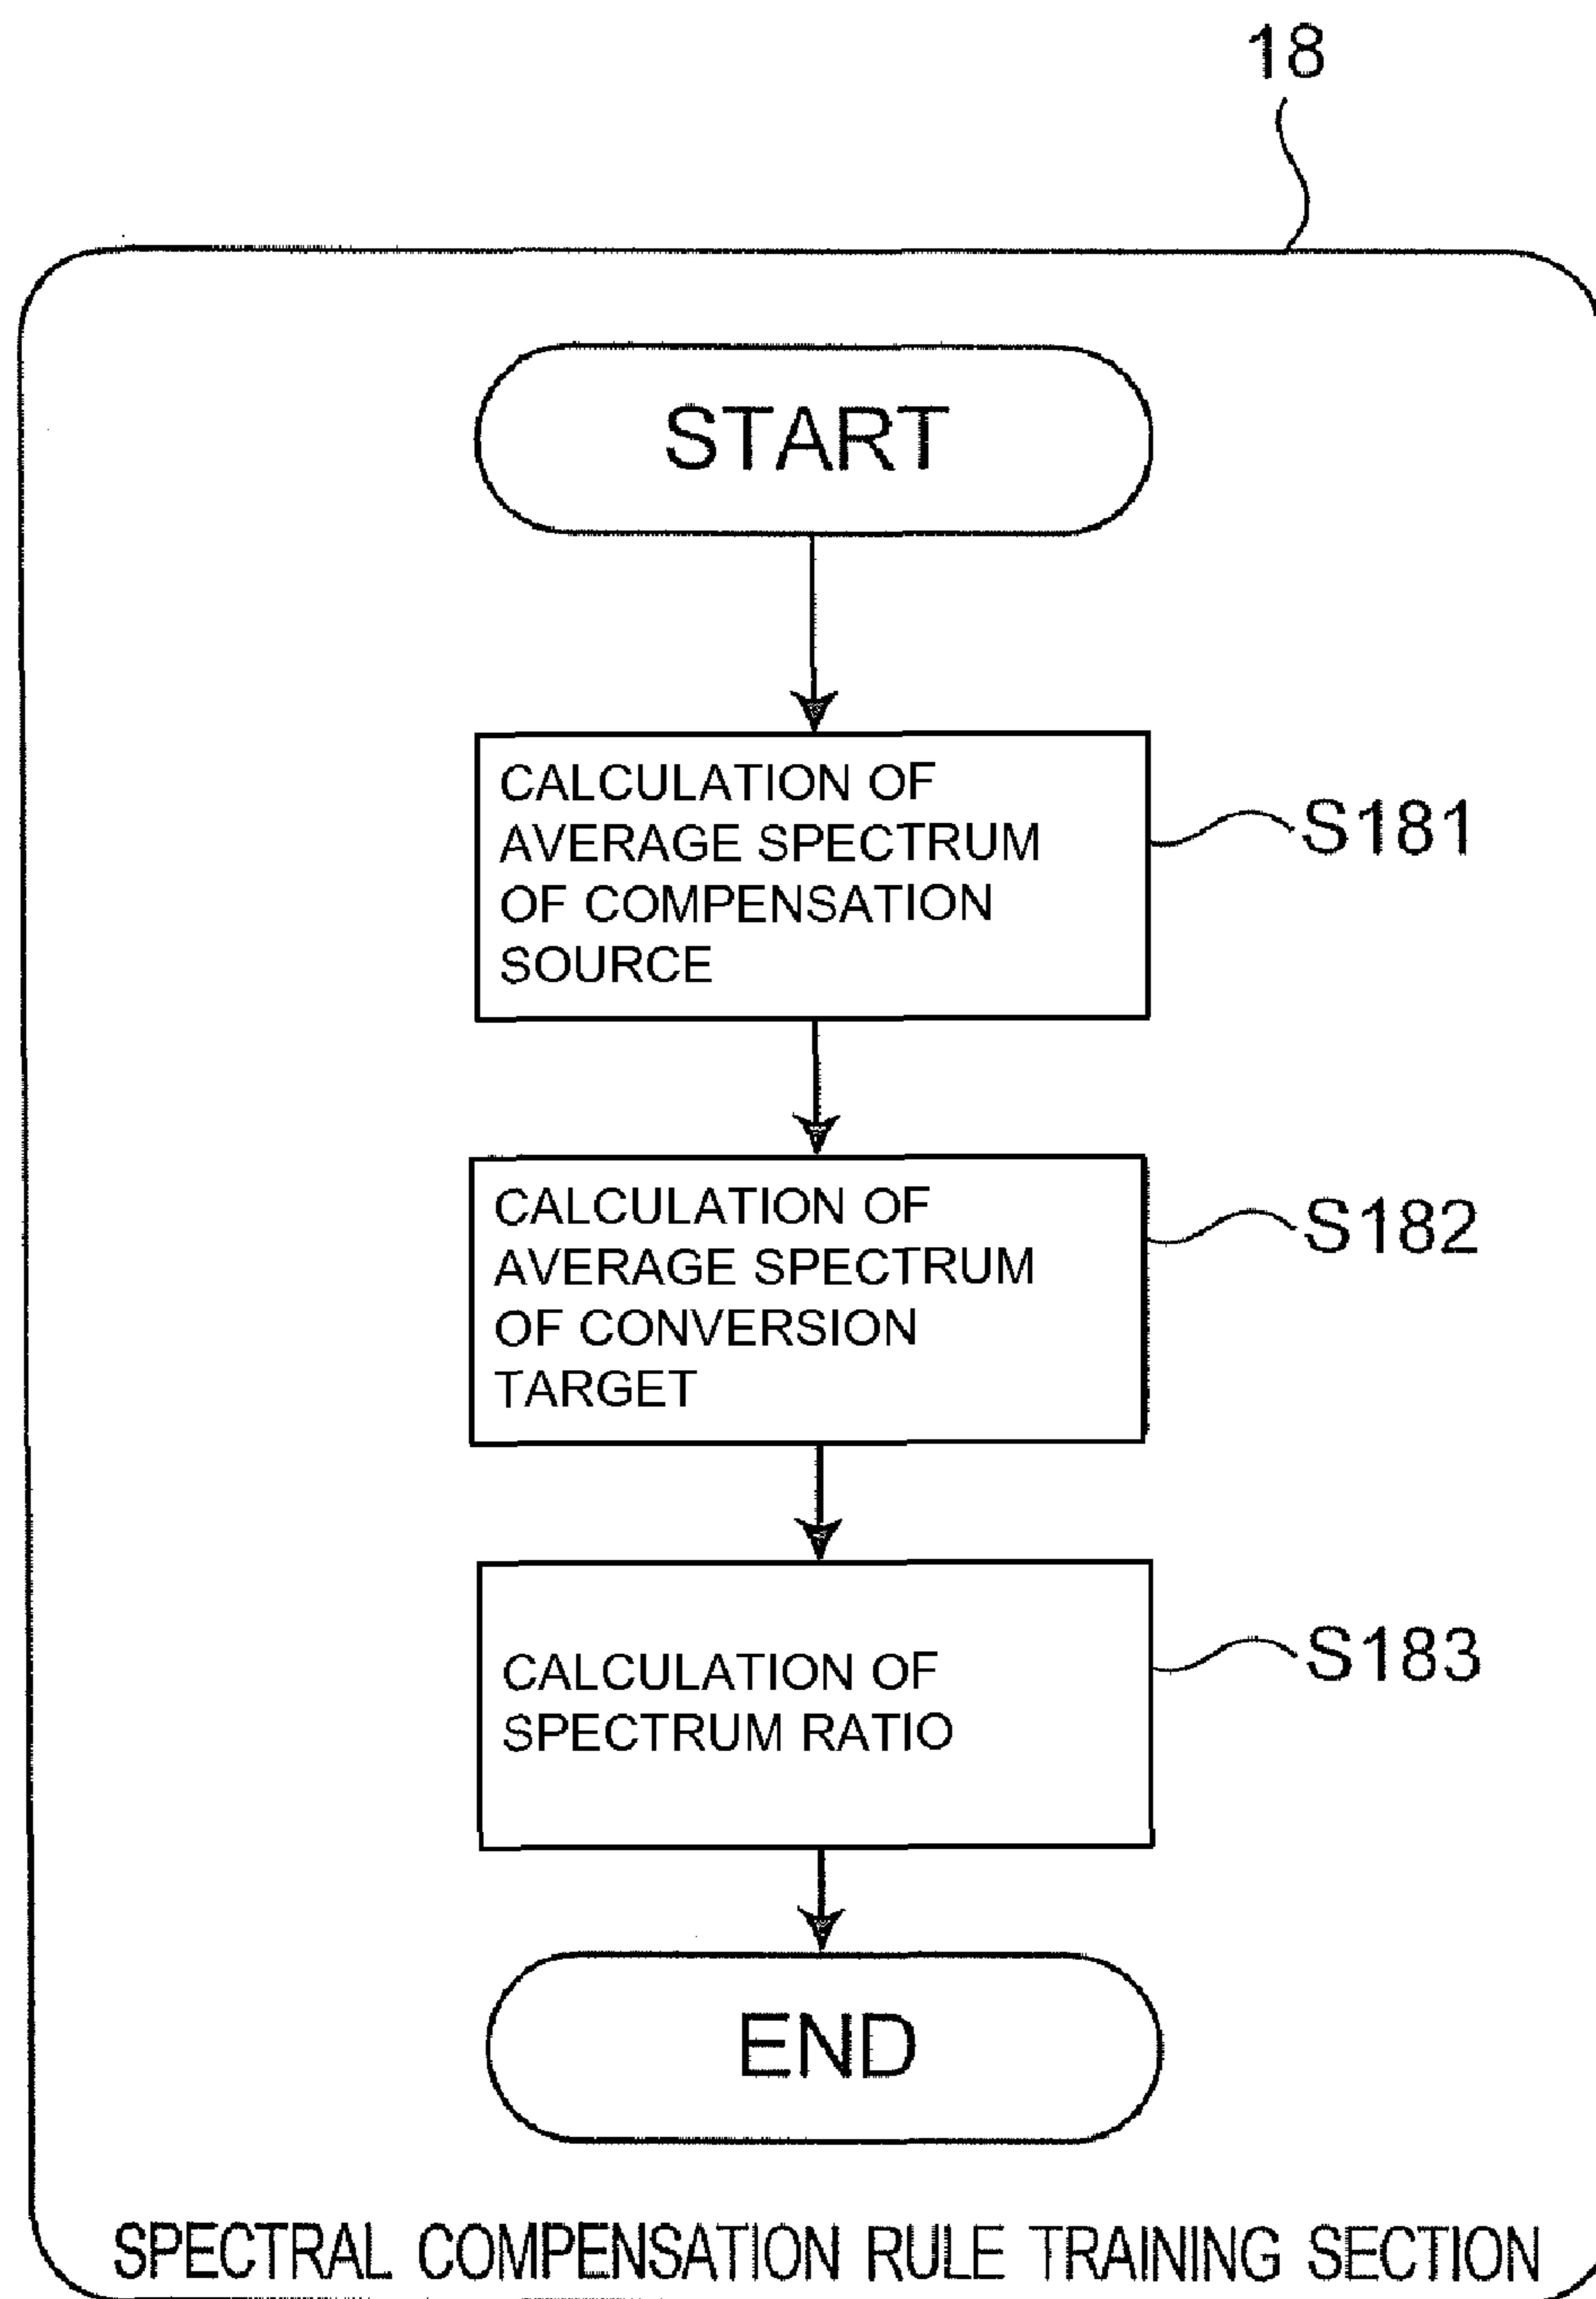 18
START
CALCULATION OF
AVERAGE SPECTRUM
OF COMPENSATION
SOURCE
S181
CALCULATION OF
AVERAGE SPECTRUM
OF CONVERSION
TARGET
S182
CALCULATION OF
SPECTRUM RATIO
S183
END
SPECTRAL COMPENSATION RULE TRAINING SECTION